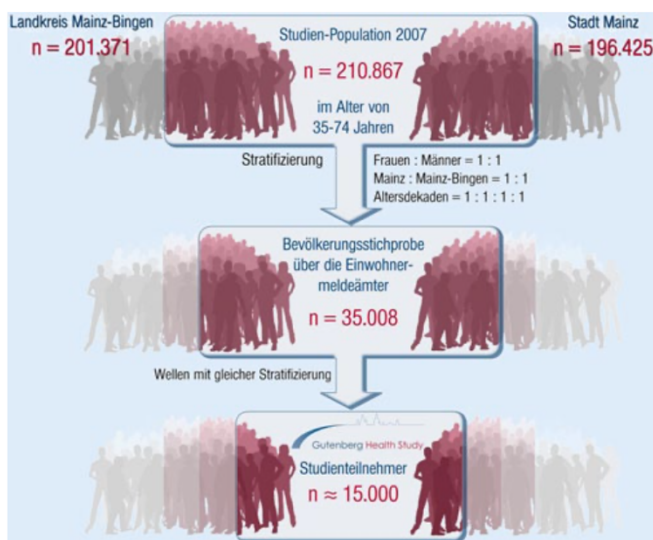 Landkreis Mainz-Bingen
n = 201.371
Studien-Population 2007
n = 210.867
im Alter von
35-74 Jahren
Stadt Mainz
n = 196.425
Stratifizierung
Frauen : Männer = 1 : 1
Mainz : Mainz-Bingen = 1 : 1
Altersdekaden = 1 : 1 : 1 : 1
Bevölkerungsstichprobe
über die Einwohner-
meldeämter
n = 35.008
Wellen mit gleicher Stratifizierung
Gutenberg Health Study
Studienteilnehmer
n ≈ 15.000